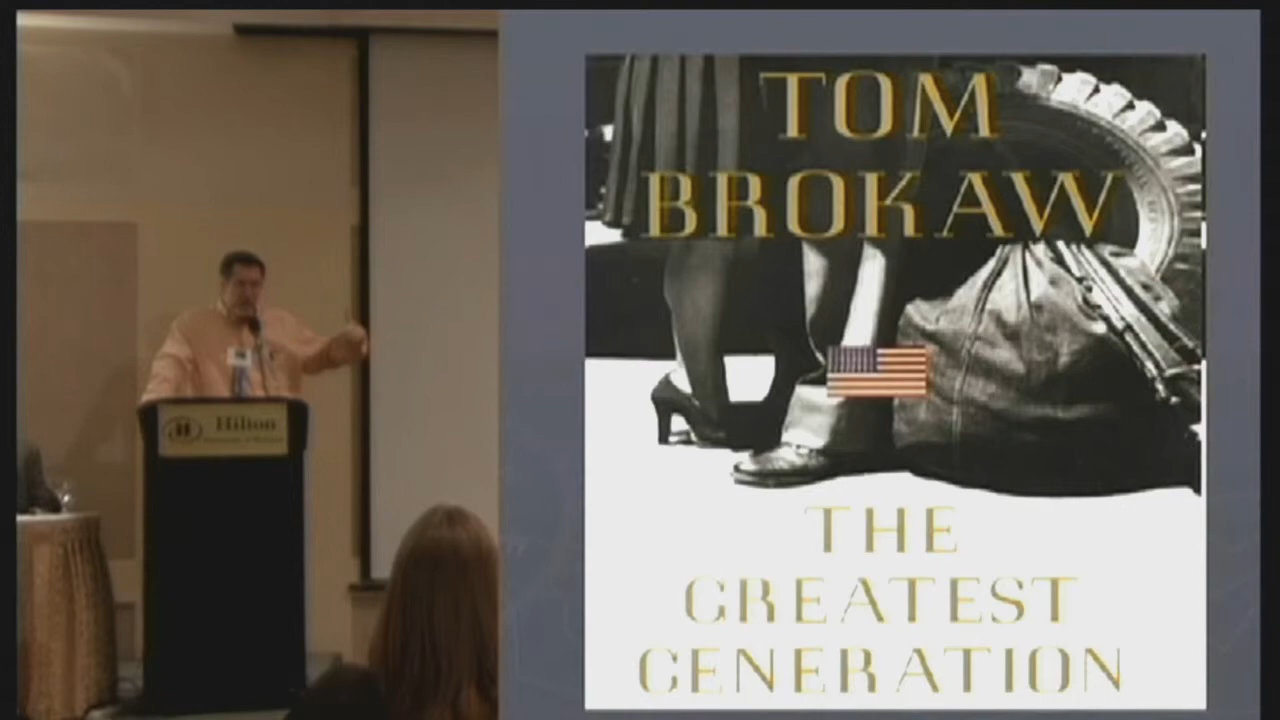 Hilton
TOM
BROKAW
THE
GREATEST
GENERATION